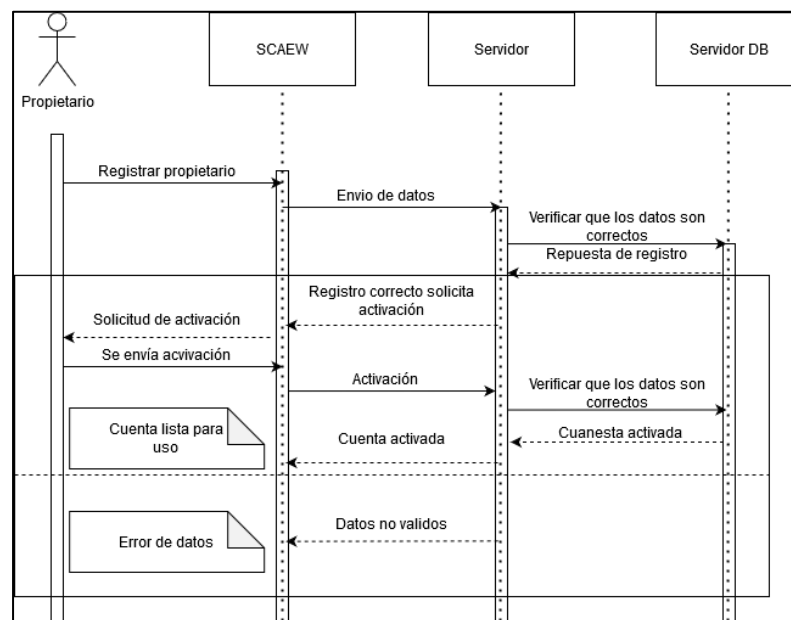 SCAEW
Servidor
Servidor DB
Propietario
Registrar propietario
Envio de datos
Verificar que los datos son
correctos
Repuesta de registro
Registro correcto solicita
activación
Solicitud de activación
Se envía acvivación
Activación
Verificar que los datos son
correctos
Cuenta lista para
uso
Cuenta activada
Cuanesta activada
Datos no validos
Error de datos